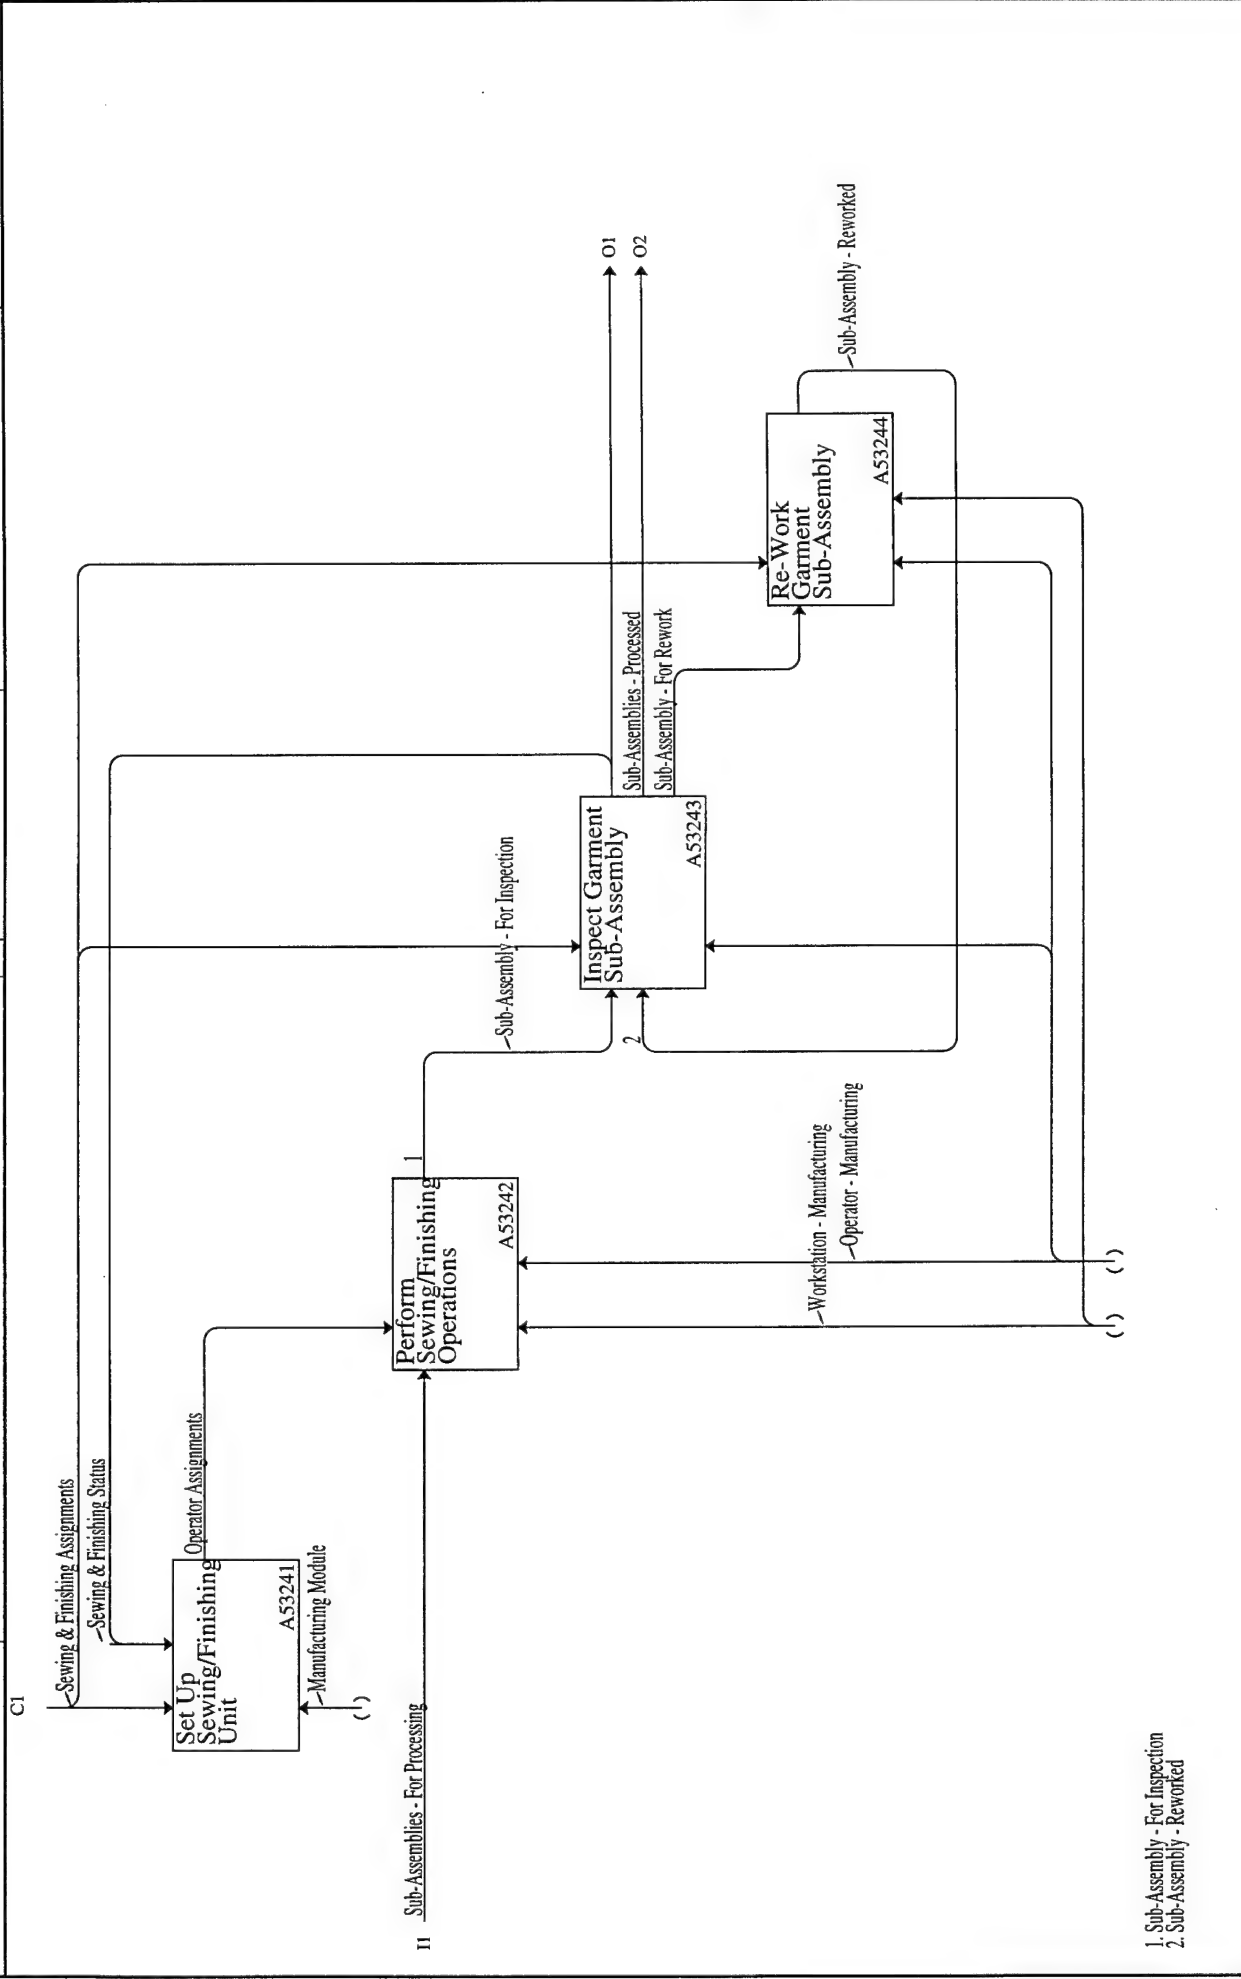 C1
Sewing & Finishing Assignments
Sewing & Finishing Status
Set Up
Sewing/Finishing
Unit
A53241
Operator Assignments
Manufacturing Module
( )
I1
Sub-Assemblies - For Processing
Perform
Sewing/Finishing
Operations
A53242
1
Sub-Assembly - For Inspection
2
Inspect Garment
Sub-Assembly
A53243
Sub-Assemblies - Processed
Sub-Assembly - For Rework
O1
O2
Re-Work
Garment
Sub-Assembly
A53244
Sub-Assembly - Reworked
Workstation - Manufacturing
Operator - Manufacturing
( )
( )
1. Sub-Assembly - For Inspection
2. Sub-Assembly - Reworked